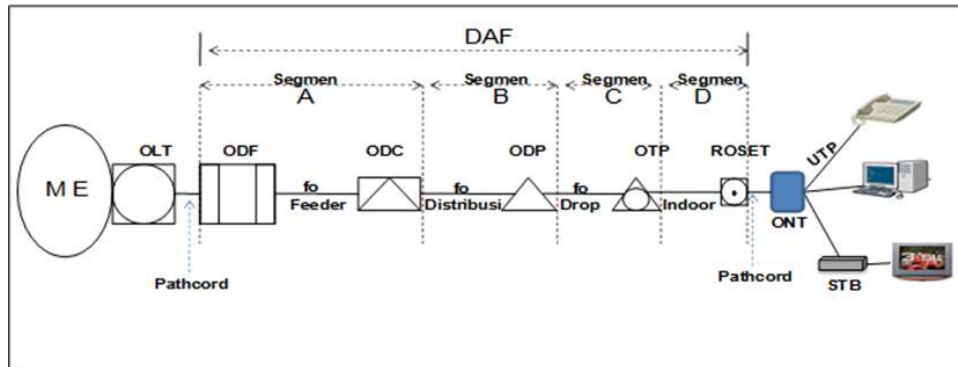 DAF
Segmen
A
Segmen
B
Segmen
C
Segmen
D
M E
OLT
ODF
ODC
ODP
OTP
ROSET
UTP
fo
Feeder
fo
Distribusi
fo
Drop
Indoor
ONT
Pathcord
Pathcord
STB